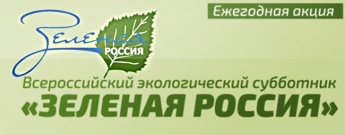 Ежегодная акция
Зеленая
РОССИЯ
Всероссийский экологический субботник
«ЗЕЛЕНАЯ РОССИЯ»